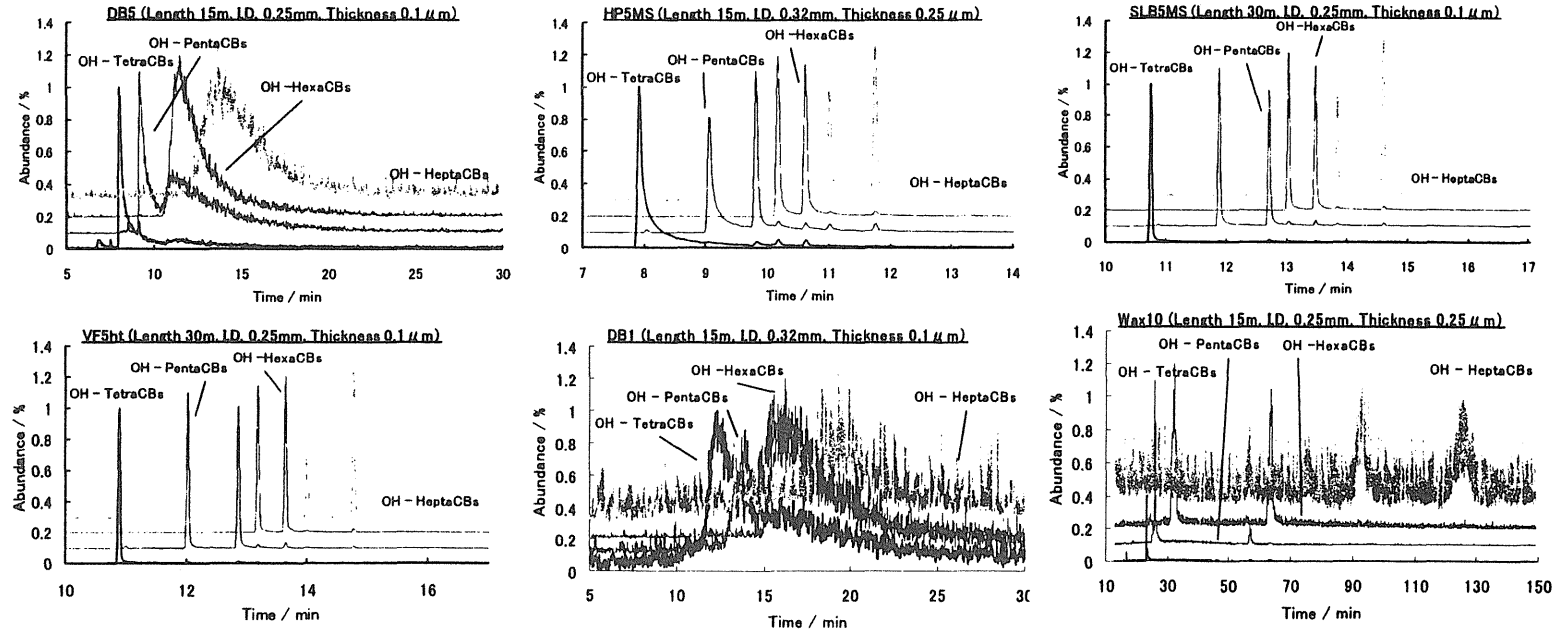 DB5 (Length 15m, I.D. 0.25mm, Thickness 0.1 μm)
1.4
1.2
1
0.8
0.6
0.4
0.2
0
Abundance / %
OH-PentaCBs
OH-TetraCBs
OH-HexaCBs
OH-HeptaCBs
5
10
15
20
25
30
Time / min
HP5MS (Length 15m, I.D. 0.32mm, Thickness 0.25 μm)
1.4
1.2
1
0.8
0.6
0.4
0.2
0
Abundance / %
OH-HexaCBs
OH-PentaCBs
OH-TetraCBs
OH-HeptaCBs
7
8
9
10
11
12
13
14
Time / min
SLB5MS (Length 30m, I.D. 0.25mm, Thickness 0.1 μm)
1.4
1.2
1
0.8
0.6
0.4
0.2
0
Abundance / %
OH-HexaCBs
OH-PentaCBs
OH-TetraCBs
OH-HeptaCBs
10
11
12
13
14
15
16
17
Time / min
VF5ht (Length 30m, I.D. 0.25mm, Thickness 0.1 μm)
1.4
1.2
1
0.8
0.6
0.4
0.2
0
Abundance / %
OH-HexaCBs
OH-PentaCBs
OH-TetraCBs
OH-HeptaCBs
10
12
14
16
Time / min
DB1 (Length 15m, I.D. 0.32mm, Thickness 0.1 μm)
1.4
1.2
1
0.8
0.6
0.4
0.2
0
Abundance / %
OH-HexaCBs
OH-PentaCBs
OH-TetraCBs
OH-HeptaCBs
5
10
15
20
25
Time / min
Wax10 (Length 15m, I.D. 0.25mm, Thickness 0.25 μm)
1.4
1.2
1
0.8
0.6
0.4
0.2
0
Abundance / %
OH-PentaCBs
OH-HexaCBs
OH-TetraCBs
OH-HeptaCBs
10
30
50
70
90
110
130
150
Time / min